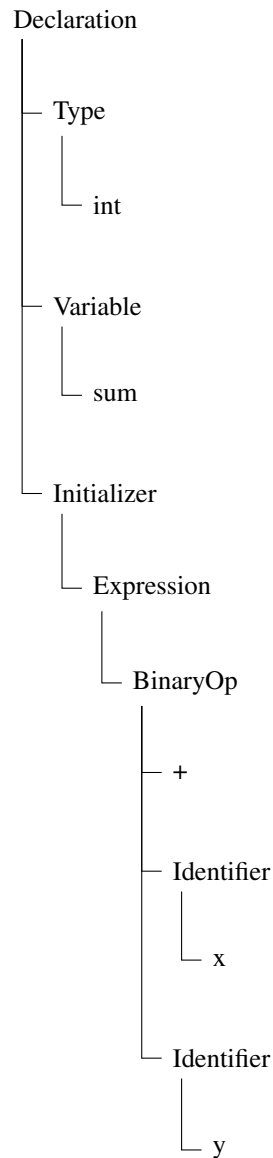 Declaration
Type
int
Variable
sum
Initializer
Expression
BinaryOp
+
Identifier
x
Identifier
y